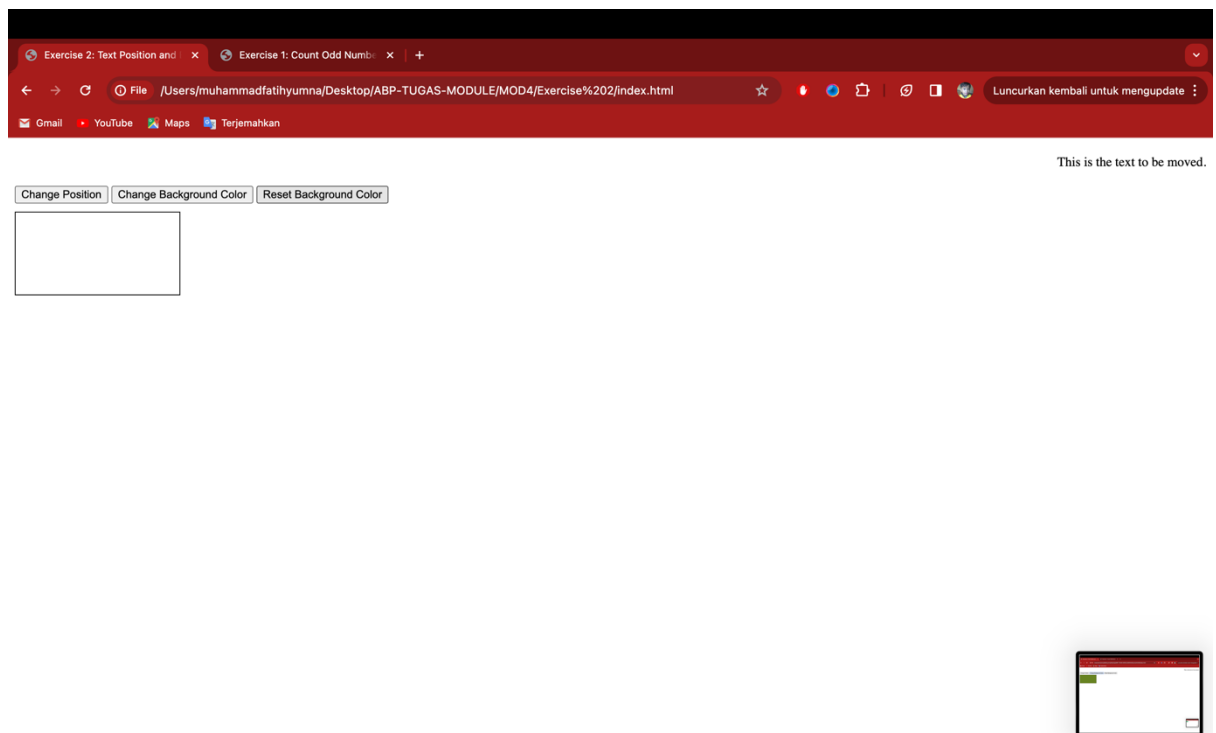 Exercise 2: Text Position and
Exercise 1: Count Odd Numbe
File /Users/muhammadfatihyumna/Desktop/ABP-TUGAS-MODULE/MOD4/Exercise%202/index.html
Luncurkan kembali untuk mengupdate
Gmail YouTube Maps Terjemahkan
This is the text to be moved.
Change Position Change Background Color Reset Background Color